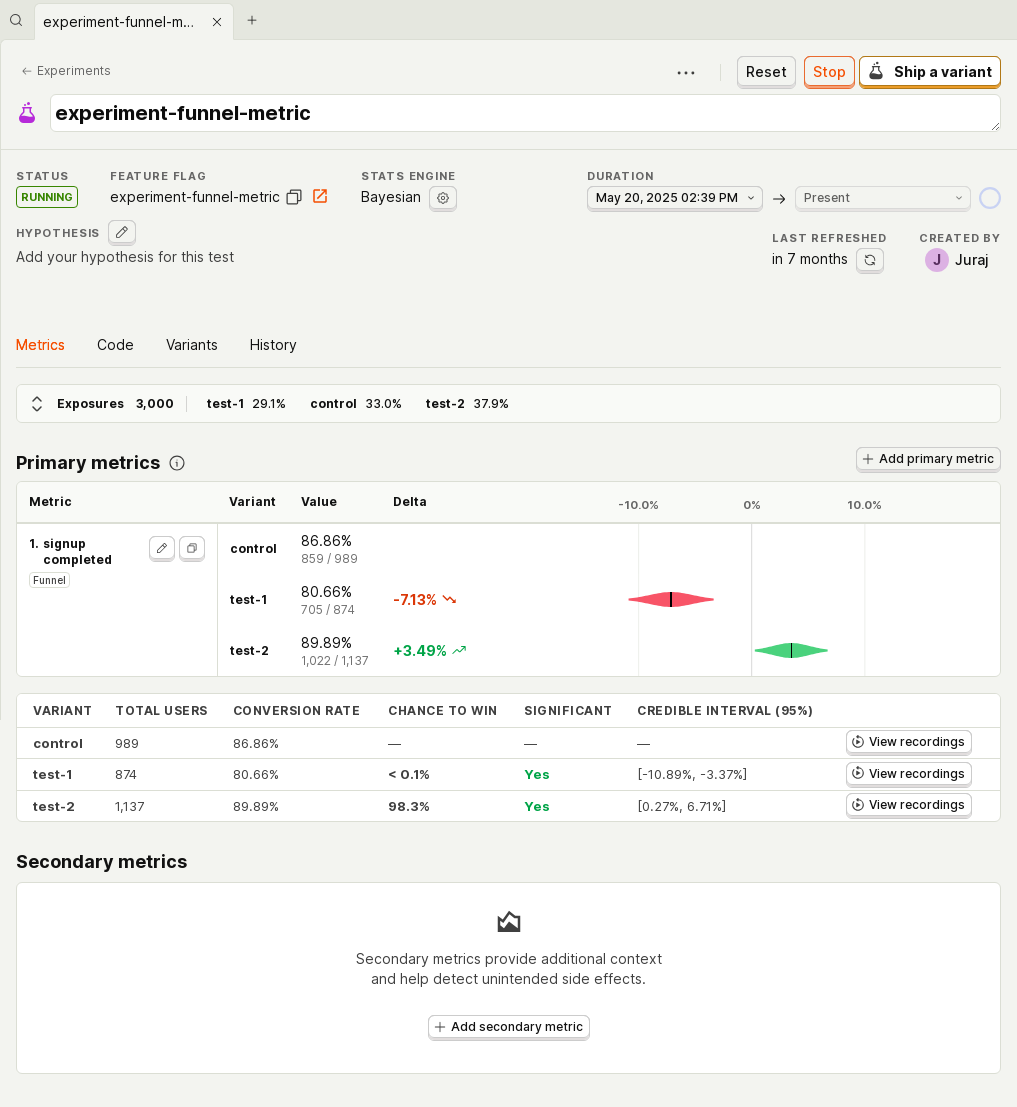 experiment-funnel-m...
Experiments
Reset
Stop
Ship a variant
experiment-funnel-metric
STATUS
RUNNING
FEATURE FLAG
experiment-funnel-metric
STATS ENGINE
Bayesian
DURATION
May 20, 2025 02:39 PM
Present
HYPOTHESIS
Add your hypothesis for this test
LAST REFRESHED
in 7 months
CREATED BY
J Juraj
Metrics Code Variants History
Exposures 3,000 test-1 29.1% control 33.0% test-2 37.9%
Primary metrics
Add primary metric
Metric Variant Value Delta -10.0% 0% 10.0%
1. signup
completed
Funnel
control 86.86%
859 / 989
test-1 80.66% -7.13%
705 / 874
test-2 89.89% +3.49%
1,022 / 1,137
VARIANT TOTAL USERS CONVERSION RATE CHANCE TO WIN SIGNIFICANT CREDIBLE INTERVAL (95%)
control 989 86.86% — — — View recordings
test-1 874 80.66% < 0.1% Yes [-10.89%, -3.37%] View recordings
test-2 1,137 89.89% 98.3% Yes [0.27%, 6.71%] View recordings
Secondary metrics
Secondary metrics provide additional context
and help detect unintended side effects.
Add secondary metric